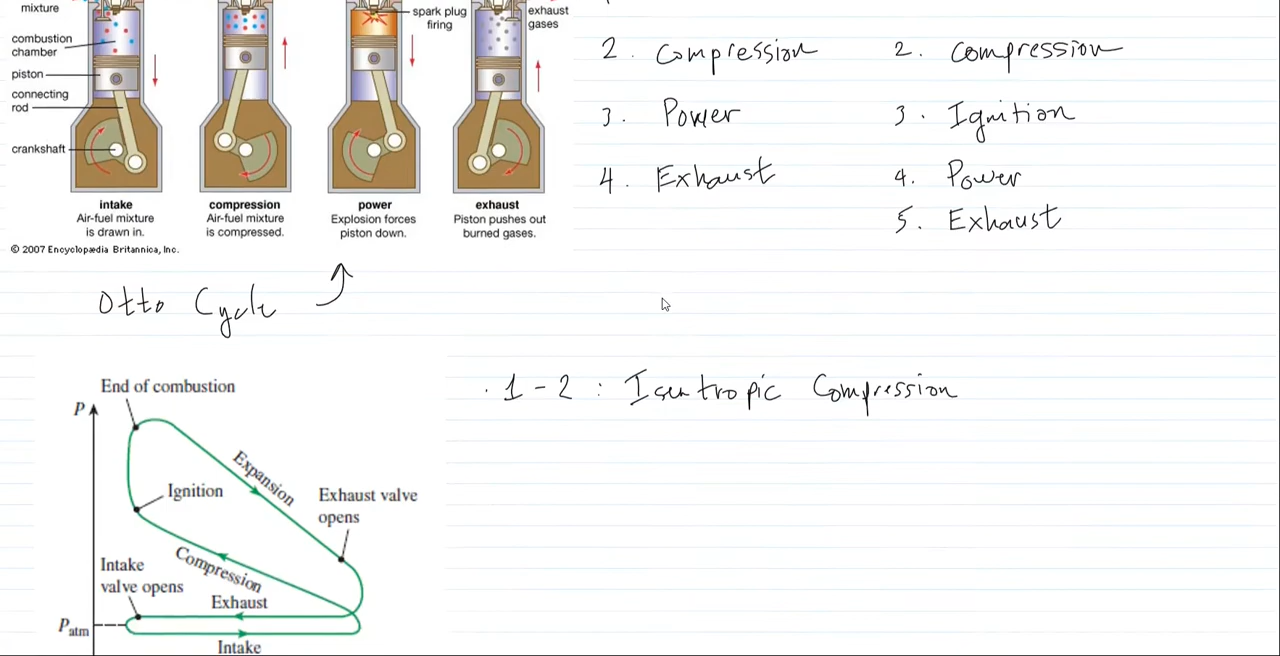 mixture
combustion
chamber
piston
connecting
rod
crankshaft
spark plug
firing
exhaust
gases
intake
Air-fuel mixture
is drawn in.
compression
Air-fuel mixture
is compressed.
power
Explosion forces
piston down.
exhaust
Piston pushes out
burned gases.
© 2007 Encyclopædia Britannica, Inc.
2. Compression
3. Power
4. Exhaust
2. Compression
3. Ignition
4. Power
5. Exhaust
Otto Cycle
End of combustion
P
Expansion
Ignition
Exhaust valve
opens
Compression
Intake
valve opens
Exhaust
Patm
Intake
· 1-2 : Isentropic Compression